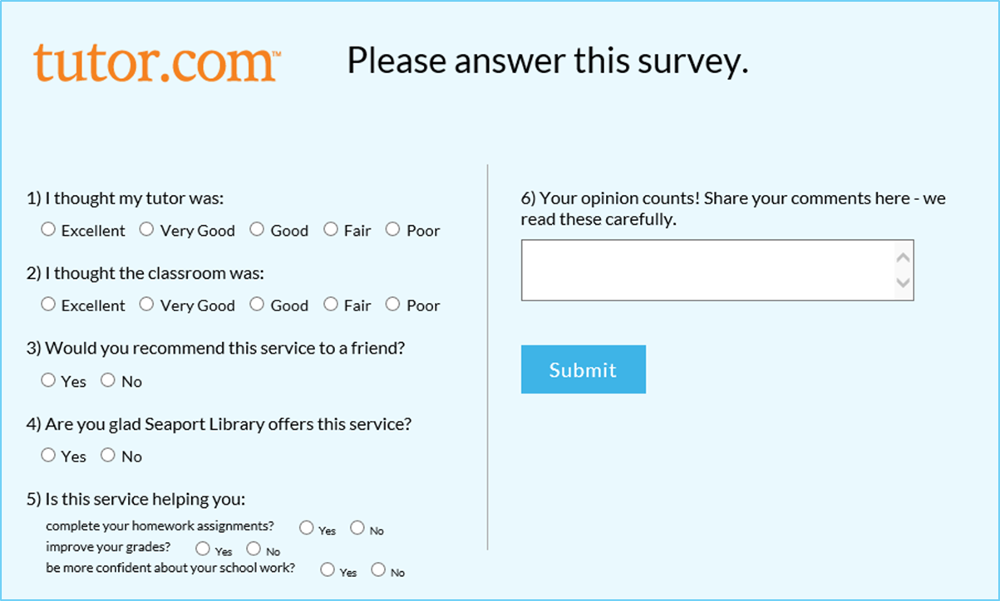 tutor.com™
Please answer this survey.
1) I thought my tutor was:
Excellent Very Good Good Fair Poor
2) I thought the classroom was:
Excellent Very Good Good Fair Poor
3) Would you recommend this service to a friend?
Yes No
4) Are you glad Seaport Library offers this service?
Yes No
5) Is this service helping you:
complete your homework assignments? Yes No
improve your grades? Yes No
be more confident about your school work? Yes No
6) Your opinion counts! Share your comments here - we
read these carefully.
Submit